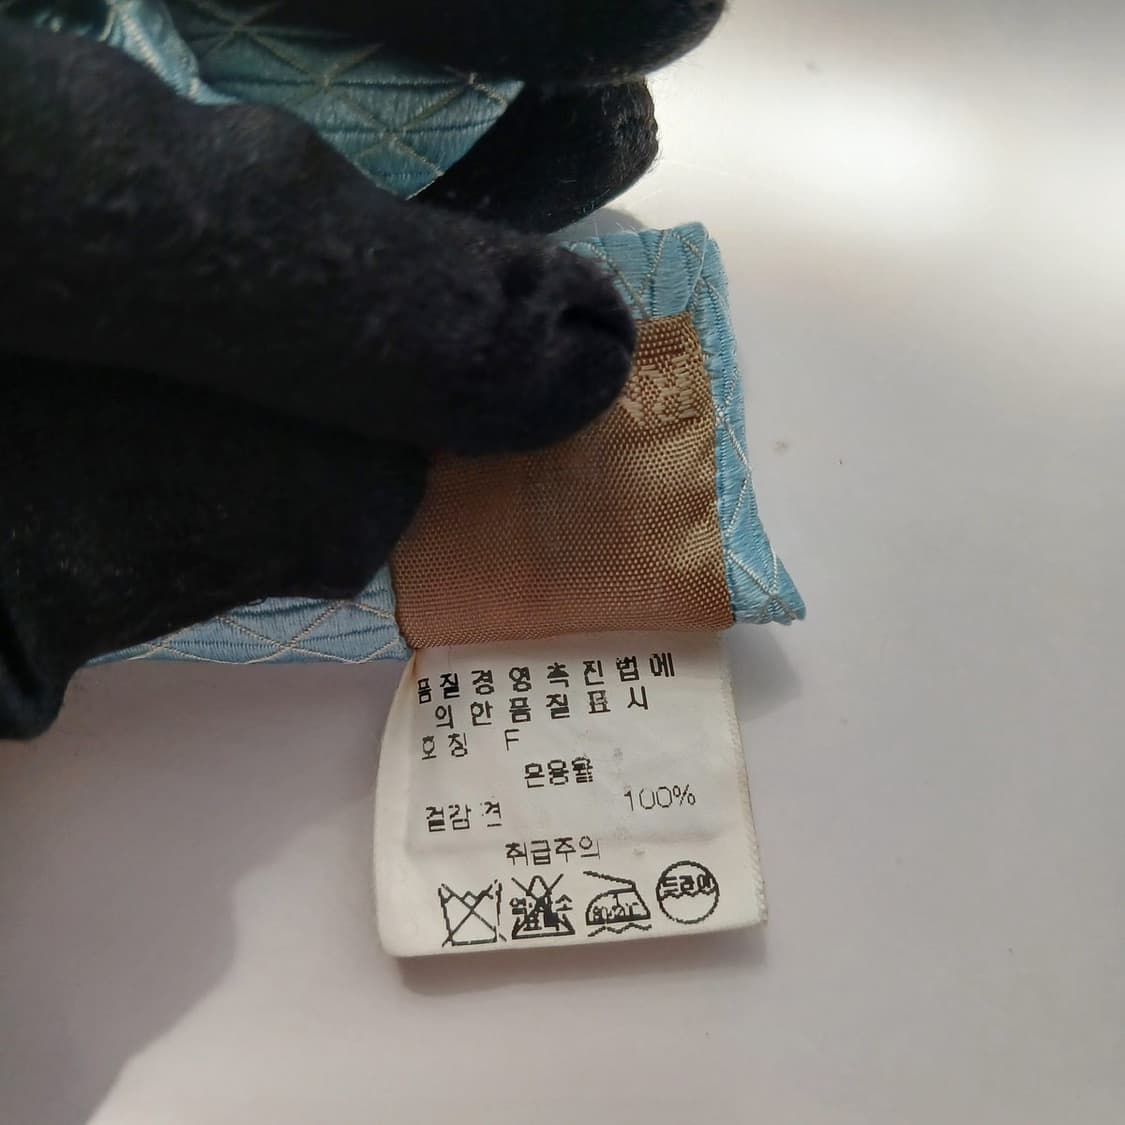 품질경영촉진법에
의한품질표시
호칭 F
혼용율
겉감 견 100%
취급주의
드라이